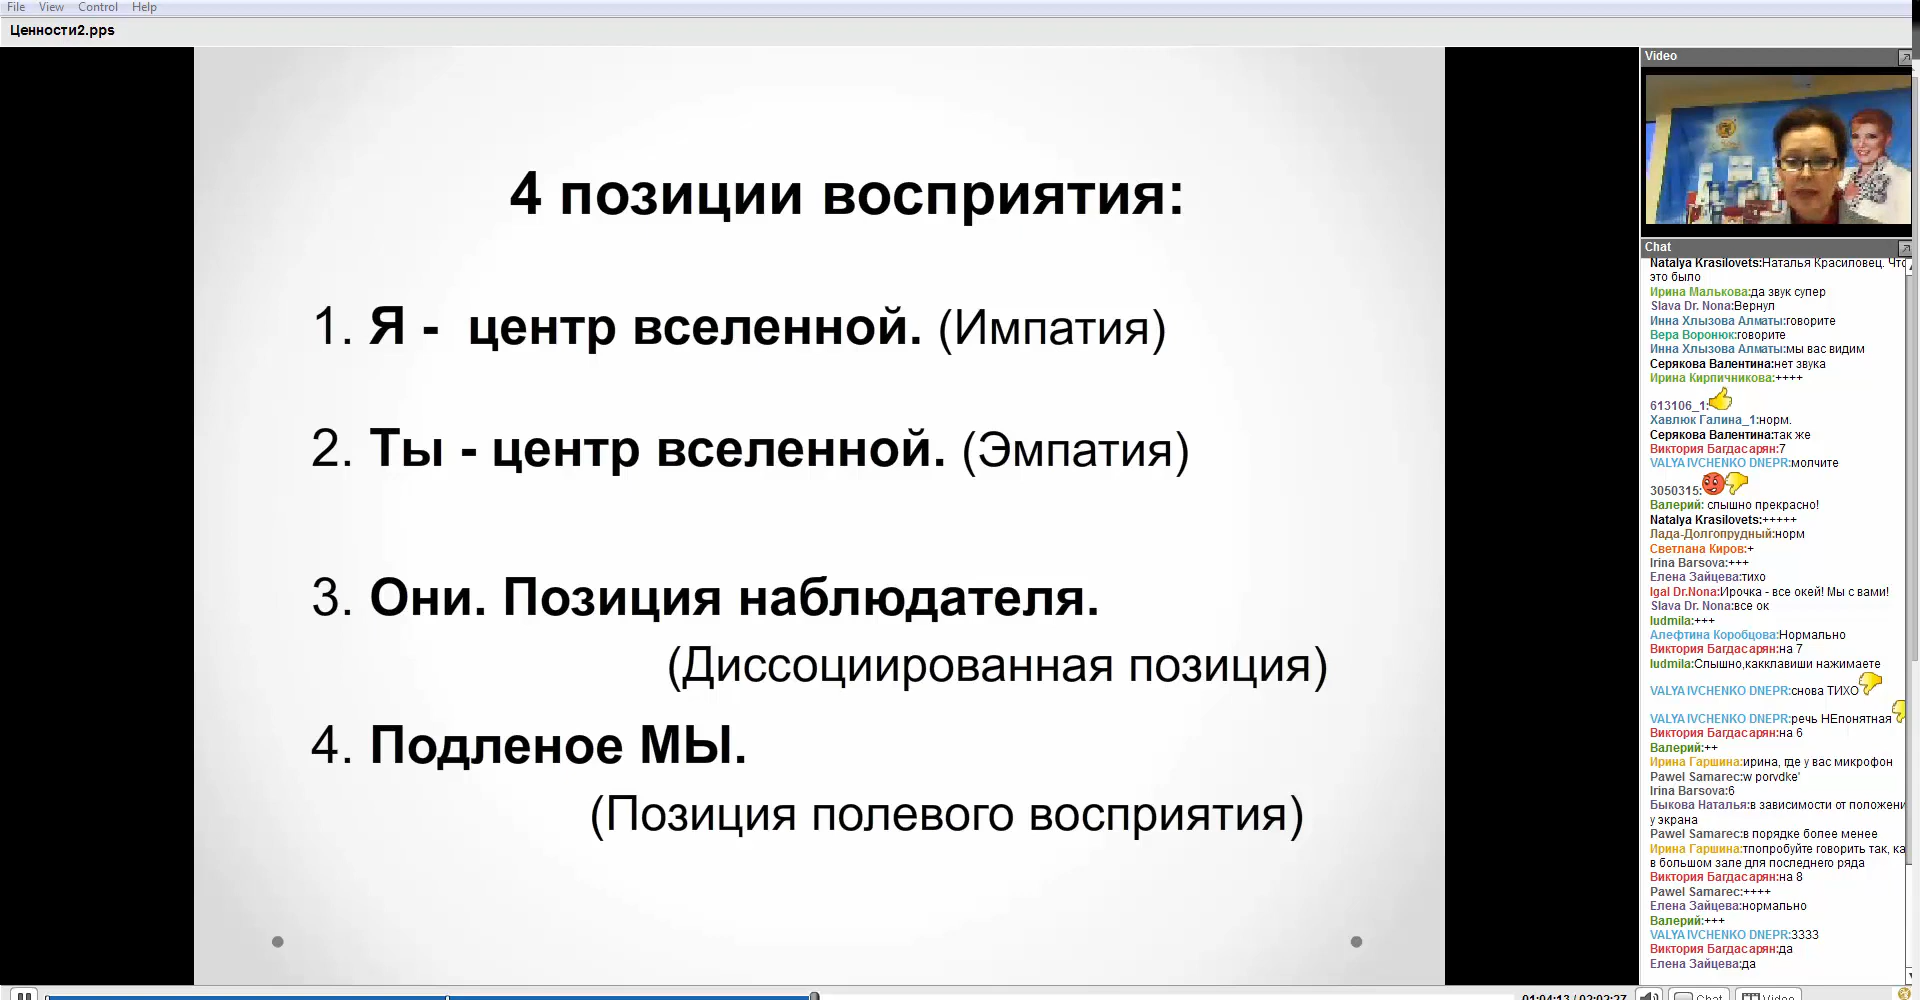 File View Control Help
Ценности2.pps
4 позиции восприятия:
1. Я - центр вселенной. (Импатия)
2. Ты - центр вселенной. (Эмпатия)
3. Они. Позиция наблюдателя.
(Диссоциированная позиция)
4. Подленое МЫ.
(Позиция полевого восприятия)
Video
Chat
Natalya Krasilovets:Наталья Красиловец. Что
это было
Ирина Малькова:да звук супер
Slava Dr. Nona:Вернул
Инна Хлызова Алматы:говорите
Вера Воронюк:говорите
Инна Хлызова Алматы:мы вас видим
Серякова Валентина:нет звука
Ирина Кирпичникова:++++
613106_1:
Хавлюк Галина_1:норм.
Серякова Валентина:так же
Виктория Багдасарян:7
VALYA IVCHENKO DNEPR:молчите
3050315:
Валерий: слышно прекрасно!
Natalya Krasilovets:+++++
Лада-Долгопрудный:норм
Светлана Киров:+
Irina Barsova:+++
Елена Зайцева:тихо
Igal Dr.Nona:Ирочка - все окей! Мы с вами!
Slava Dr. Nona:все ок
ludmila:+++
Алефтина Коробцова:Нормально
Виктория Багдасарян:на 7
ludmila:Слышно,какклавиши нажимаете
VALYA IVCHENKO DNEPR:снова ТИХО
VALYA IVCHENKO DNEPR:речь НЕпонятная
Виктория Багдасарян:на 6
Валерий:++
Ирина Гаршина:ирина, где у вас микрофон
Pawel Samarec:w porvdke'
Irina Barsova:6
Быкова Наталья:в зависимости от положени
у экрана
Pawel Samarec:в порядке более менее
Ирина Гаршина:тпопробуйте говорить так, ка
в большом зале для последнего ряда
Виктория Багдасарян:на 8
Pawel Samarec:++++
Елена Зайцева:нормально
Валерий:+++
VALYA IVCHENKO DNEPR:3333
Виктория Багдасарян:да
Елена Зайцева:да
01:04:13 / 02:02:27 Chat Video